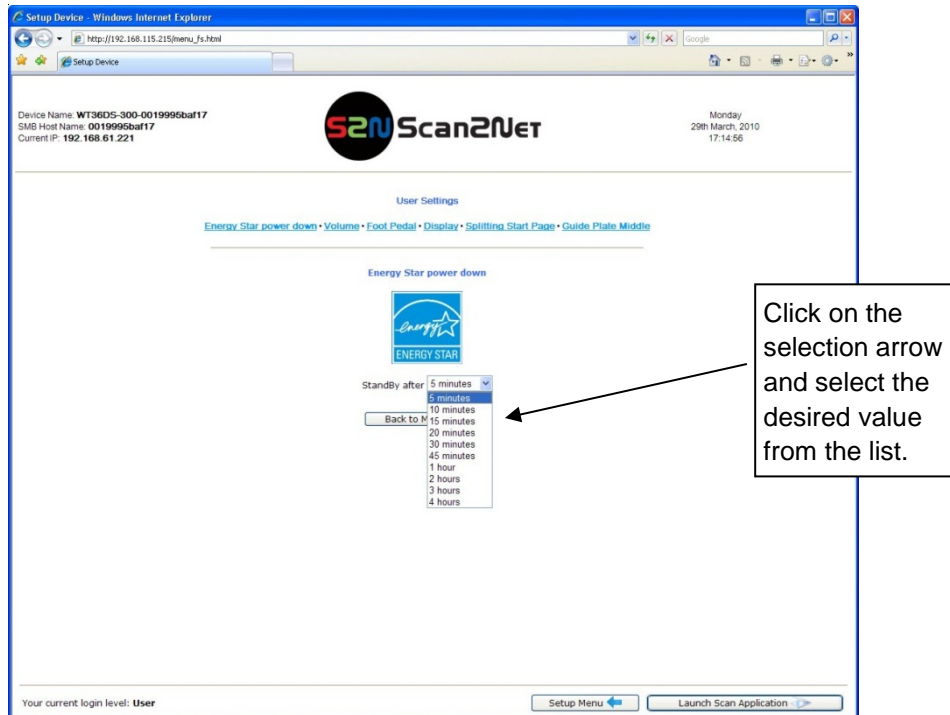 Setup Device - Windows Internet Explorer
http://192.168.115.215/menu_fs.html
Google
Setup Device
Device Name: WT36DS-300-0019995baf17
SMB Host Name: 0019995baf17
Current IP: 192.168.61.221
S2N Scan2Net
Monday
29th March, 2010
17:14:56
User Settings
Energy Star power down • Volume • Foot Pedal • Display • Splitting Start Page • Guide Plate Middle
Energy Star power down
energy
ENERGY STAR
StandBy after 5 minutes
5 minutes
10 minutes
Back to M
15 minutes
20 minutes
30 minutes
45 minutes
1 hour
2 hours
3 hours
4 hours
Click on the
selection arrow
and select the
desired value
from the list.
Your current login level: User
Setup Menu
Launch Scan Application